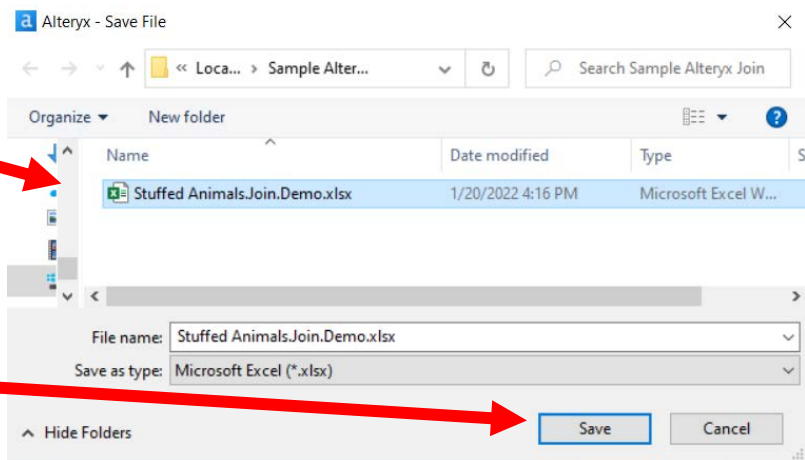 a Alteryx - Save File
« Loca... > Sample Alter...
Search Sample Alteryx Join
Organize
New folder
?
Name
Date modified
Type
S
Stuffed Animals.Join.Demo.xlsx
1/20/2022 4:16 PM
Microsoft Excel W...
File name: Stuffed Animals.Join.Demo.xlsx
Save as type: Microsoft Excel (*.xlsx)
Hide Folders
Save
Cancel